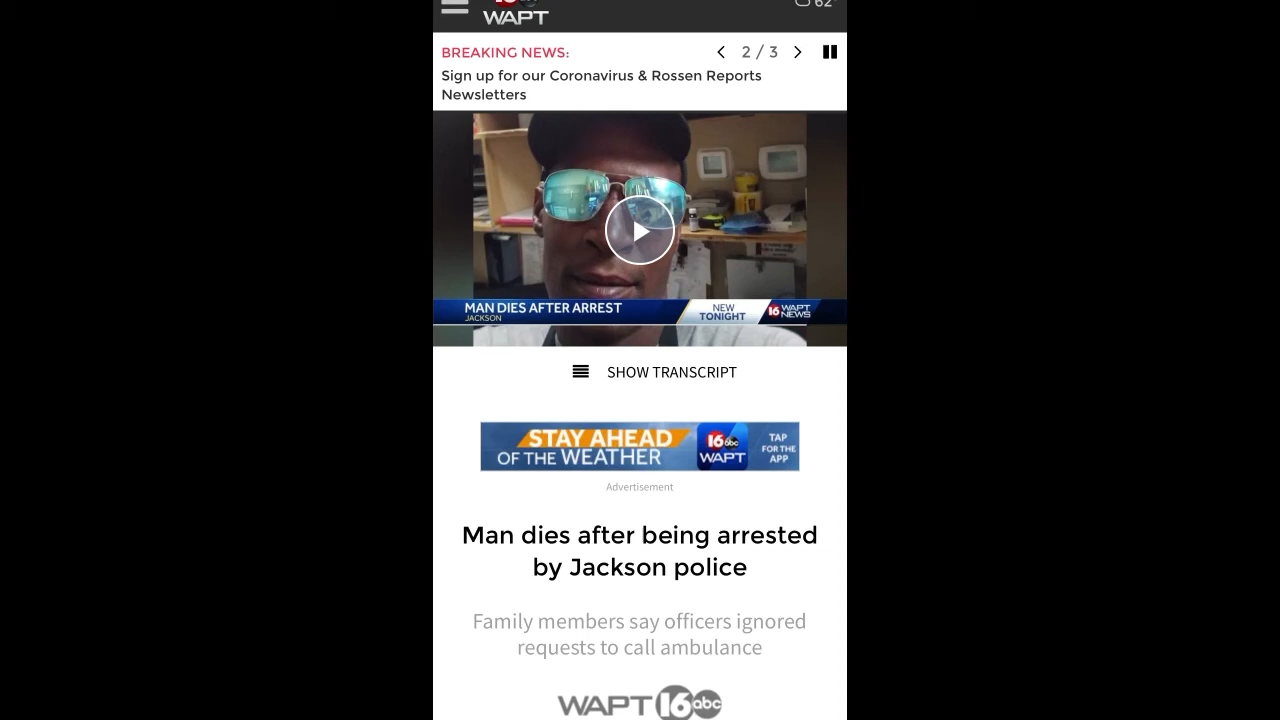 WAPT
62°
BREAKING NEWS:
2 / 3
Sign up for our Coronavirus & Rossen Reports
Newsletters
MAN DIES AFTER ARREST
JACKSON
NEW
TONIGHT
16 WAPT
NEWS
SHOW TRANSCRIPT
STAY AHEAD
OF THE WEATHER
16 abc
WAPT
TAP
FOR THE
APP
Advertisement
Man dies after being arrested
by Jackson police
Family members say officers ignored
requests to call ambulance
WAPT 16 abc